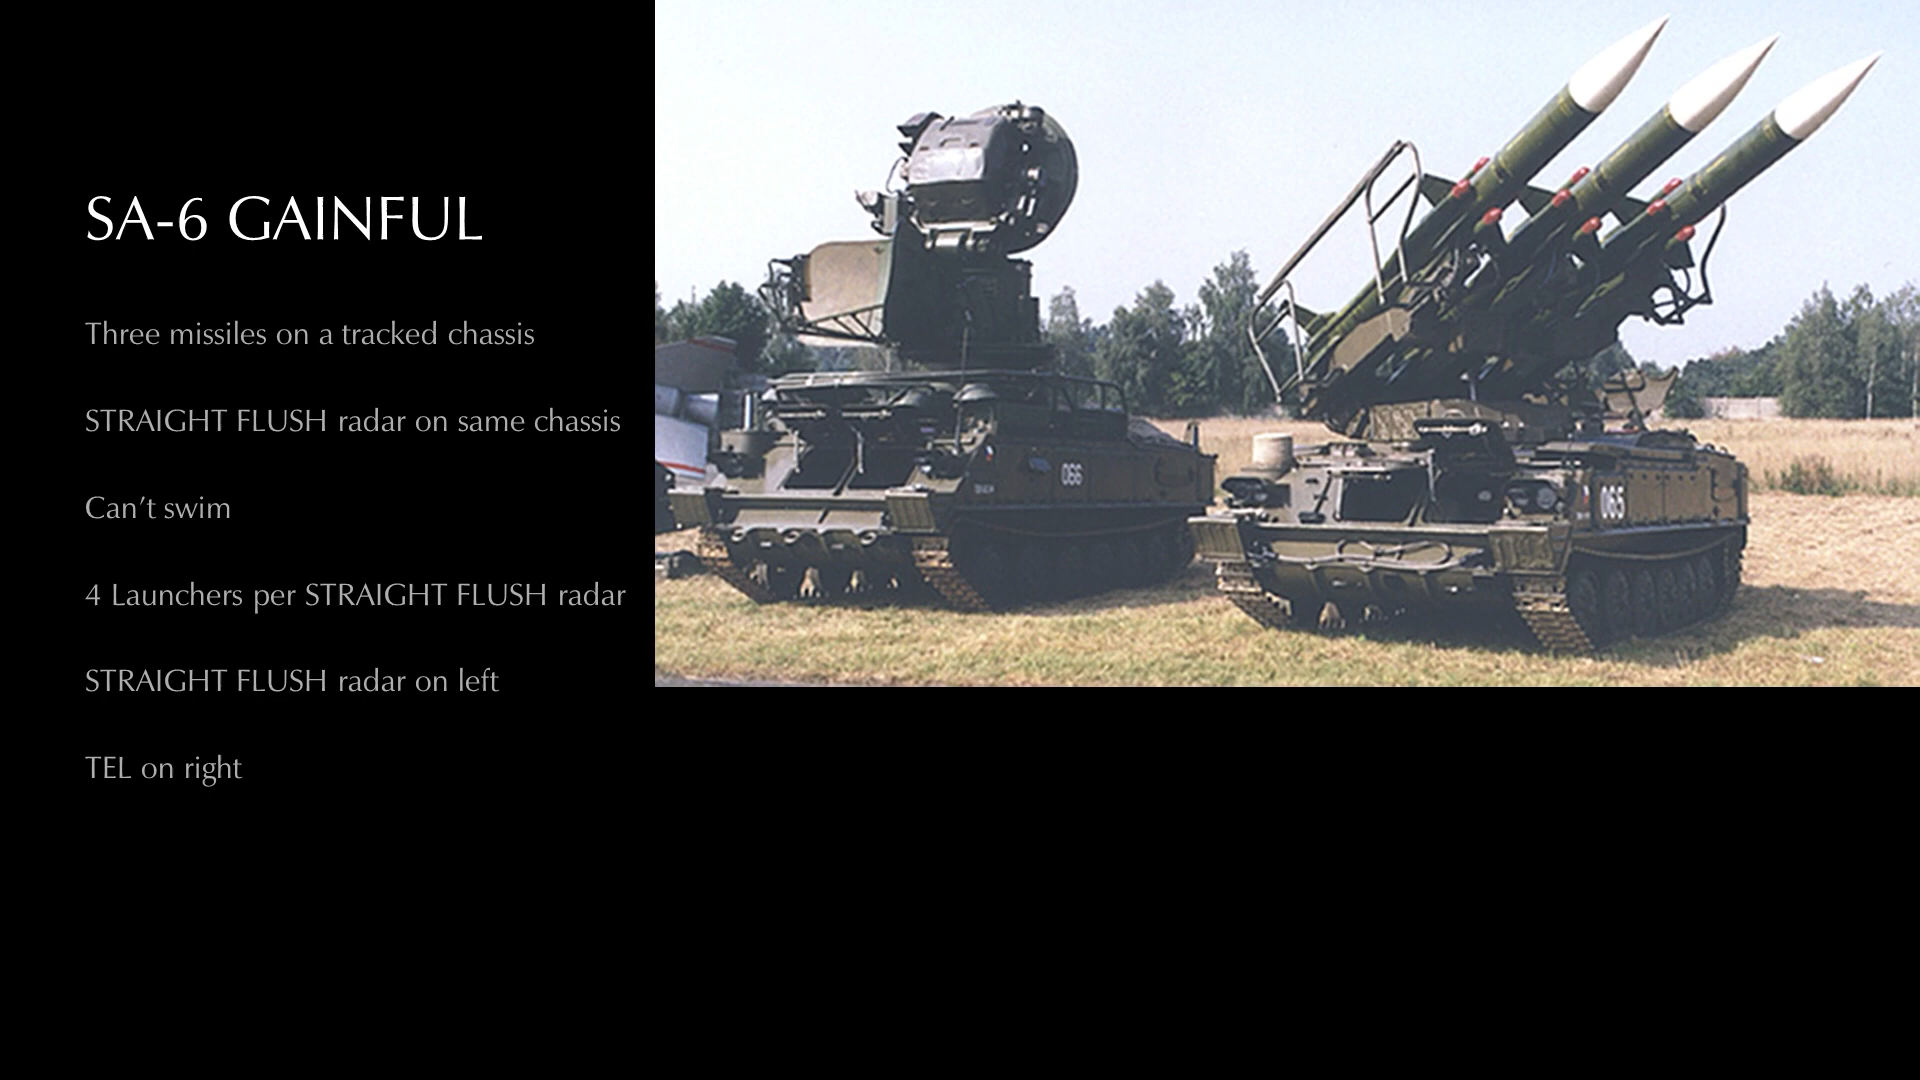 SA-6 GAINFUL
Three missiles on a tracked chassis
STRAIGHT FLUSH radar on same chassis
Can’t swim
4 Launchers per STRAIGHT FLUSH radar
STRAIGHT FLUSH radar on left
TEL on right
066
065